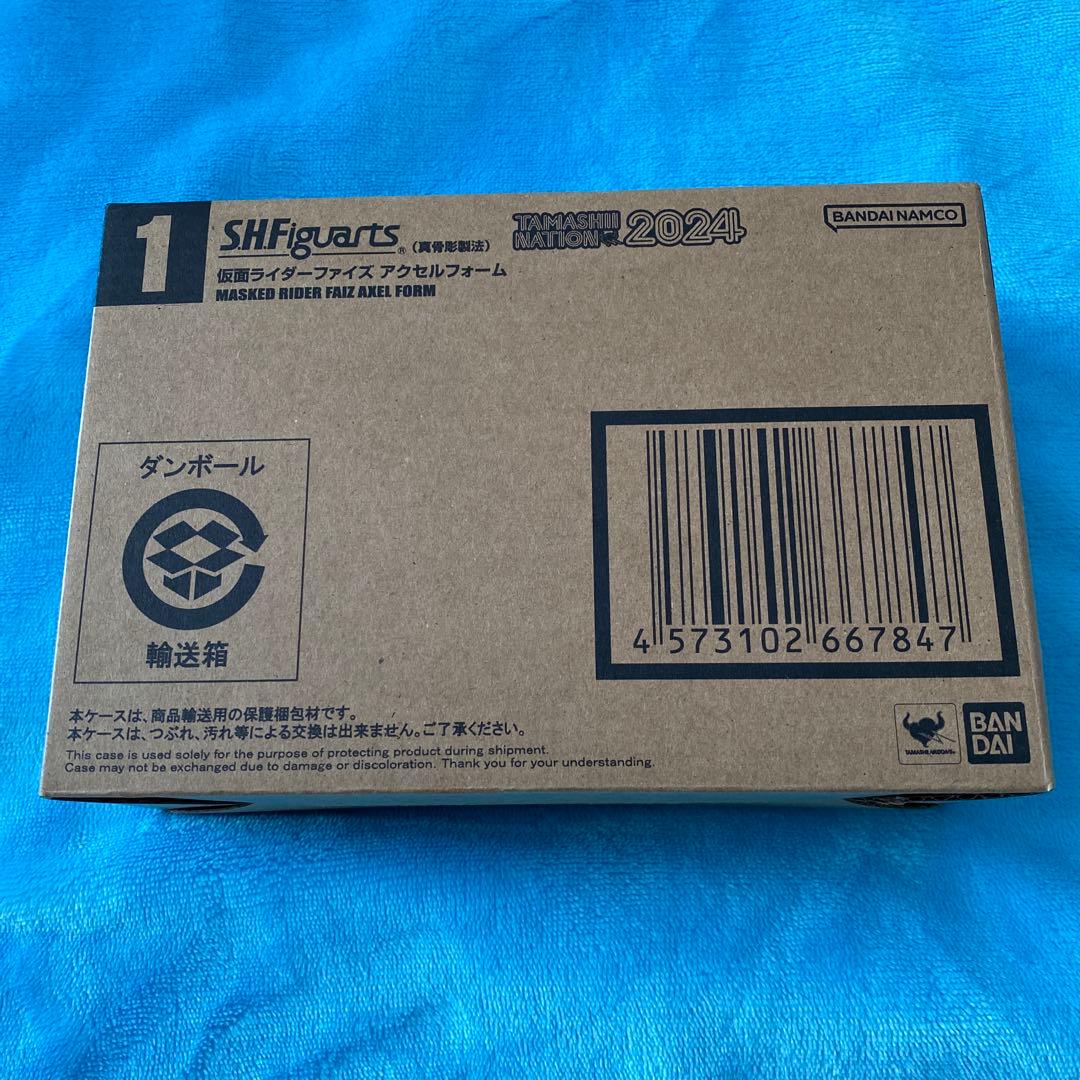 1
S.H.Figuarts® (真骨彫製法)
TAMASHII NATION 2024
BANDAI NAMCO
仮面ライダーファイズ アクセルフォーム
MASKED RIDER FAIZ AXEL FORM
ダンボール
輸送箱
4 573102 667847
本ケースは、商品輸送用の保護梱包材です。
本ケースは、つぶれ、汚れ等による交換は出来ません。ご了承ください。
This case is used solely for the purpose of protecting product during shipment.
Case may not be exchanged due to damage or discoloration. Thank you for your understanding.
TAMASHII NATIONS®
BAN
DAI